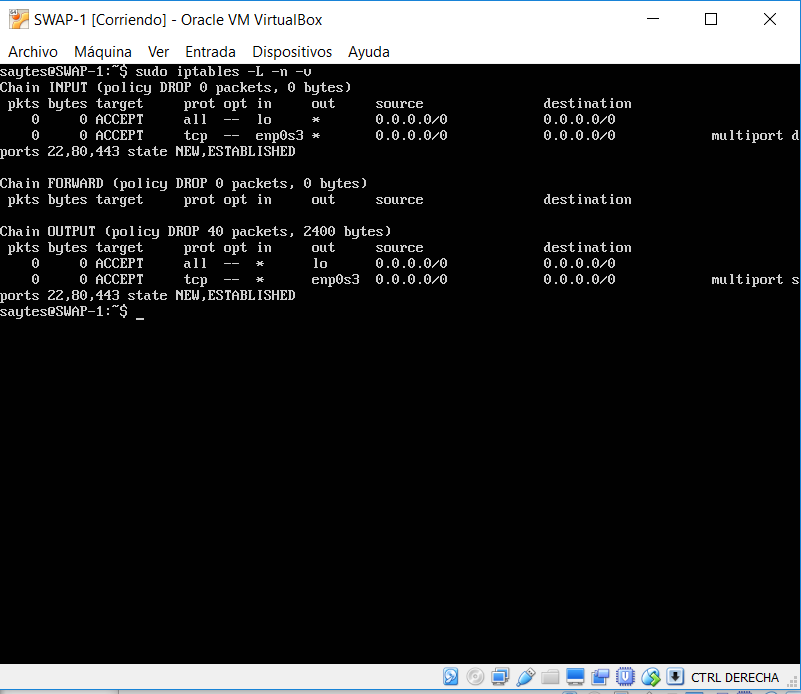 SWAP-1 [Corriendo] - Oracle VM VirtualBox
Archivo Máquina Ver Entrada Dispositivos Ayuda
saytes@SWAP-1:~$ sudo iptables -L -n -v
Chain INPUT (policy DROP 0 packets, 0 bytes)
 pkts bytes target     prot opt in     out     source               destination
    0     0 ACCEPT     all  --  lo     *       0.0.0.0/0            0.0.0.0/0
    0     0 ACCEPT     tcp  --  enp0s3 *       0.0.0.0/0            0.0.0.0/0            multiport d
ports 22,80,443 state NEW,ESTABLISHED
Chain FORWARD (policy DROP 0 packets, 0 bytes)
 pkts bytes target     prot opt in     out     source               destination
Chain OUTPUT (policy DROP 40 packets, 2400 bytes)
 pkts bytes target     prot opt in     out     source               destination
    0     0 ACCEPT     all  --  *      lo      0.0.0.0/0            0.0.0.0/0
    0     0 ACCEPT     tcp  --  *      enp0s3  0.0.0.0/0            0.0.0.0/0            multiport s
ports 22,80,443 state NEW,ESTABLISHED
saytes@SWAP-1:~$ _
CTRL DERECHA